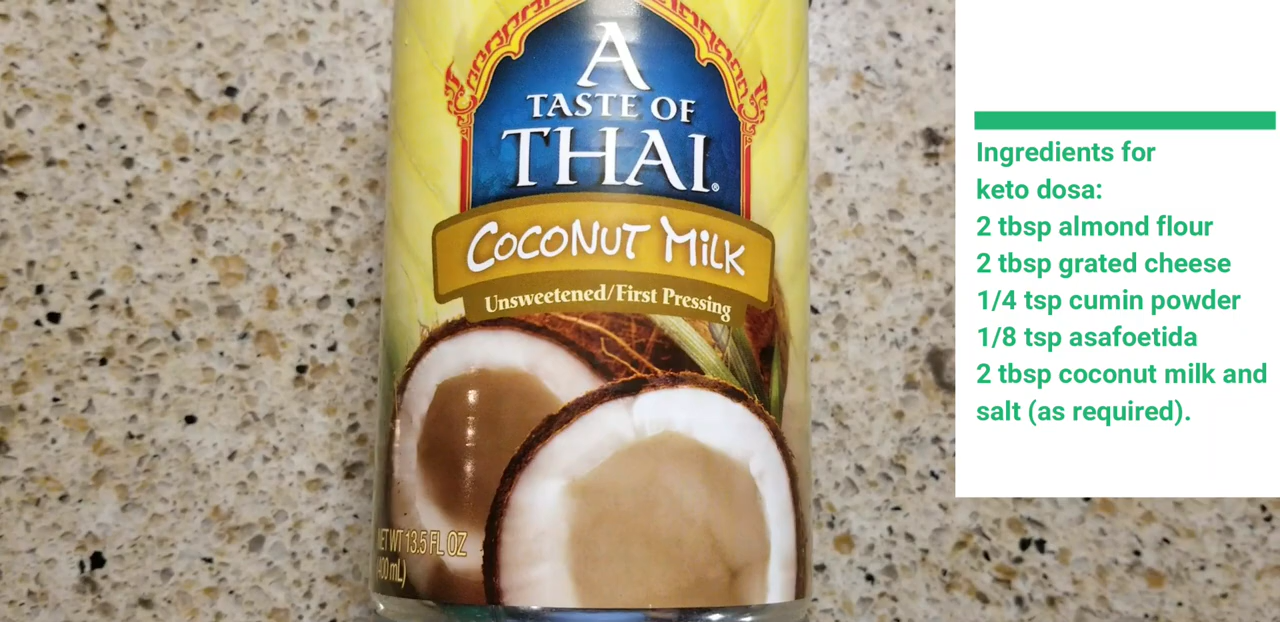 A
TASTE OF
THAI®
COCONUT MILK
Unsweetened/First Pressing
NET WT 13.5 FL OZ
(400 mL)
Ingredients for
keto dosa:
2 tbsp almond flour
2 tbsp grated cheese
1/4 tsp cumin powder
1/8 tsp asafoetida
2 tbsp coconut milk and
salt (as required).